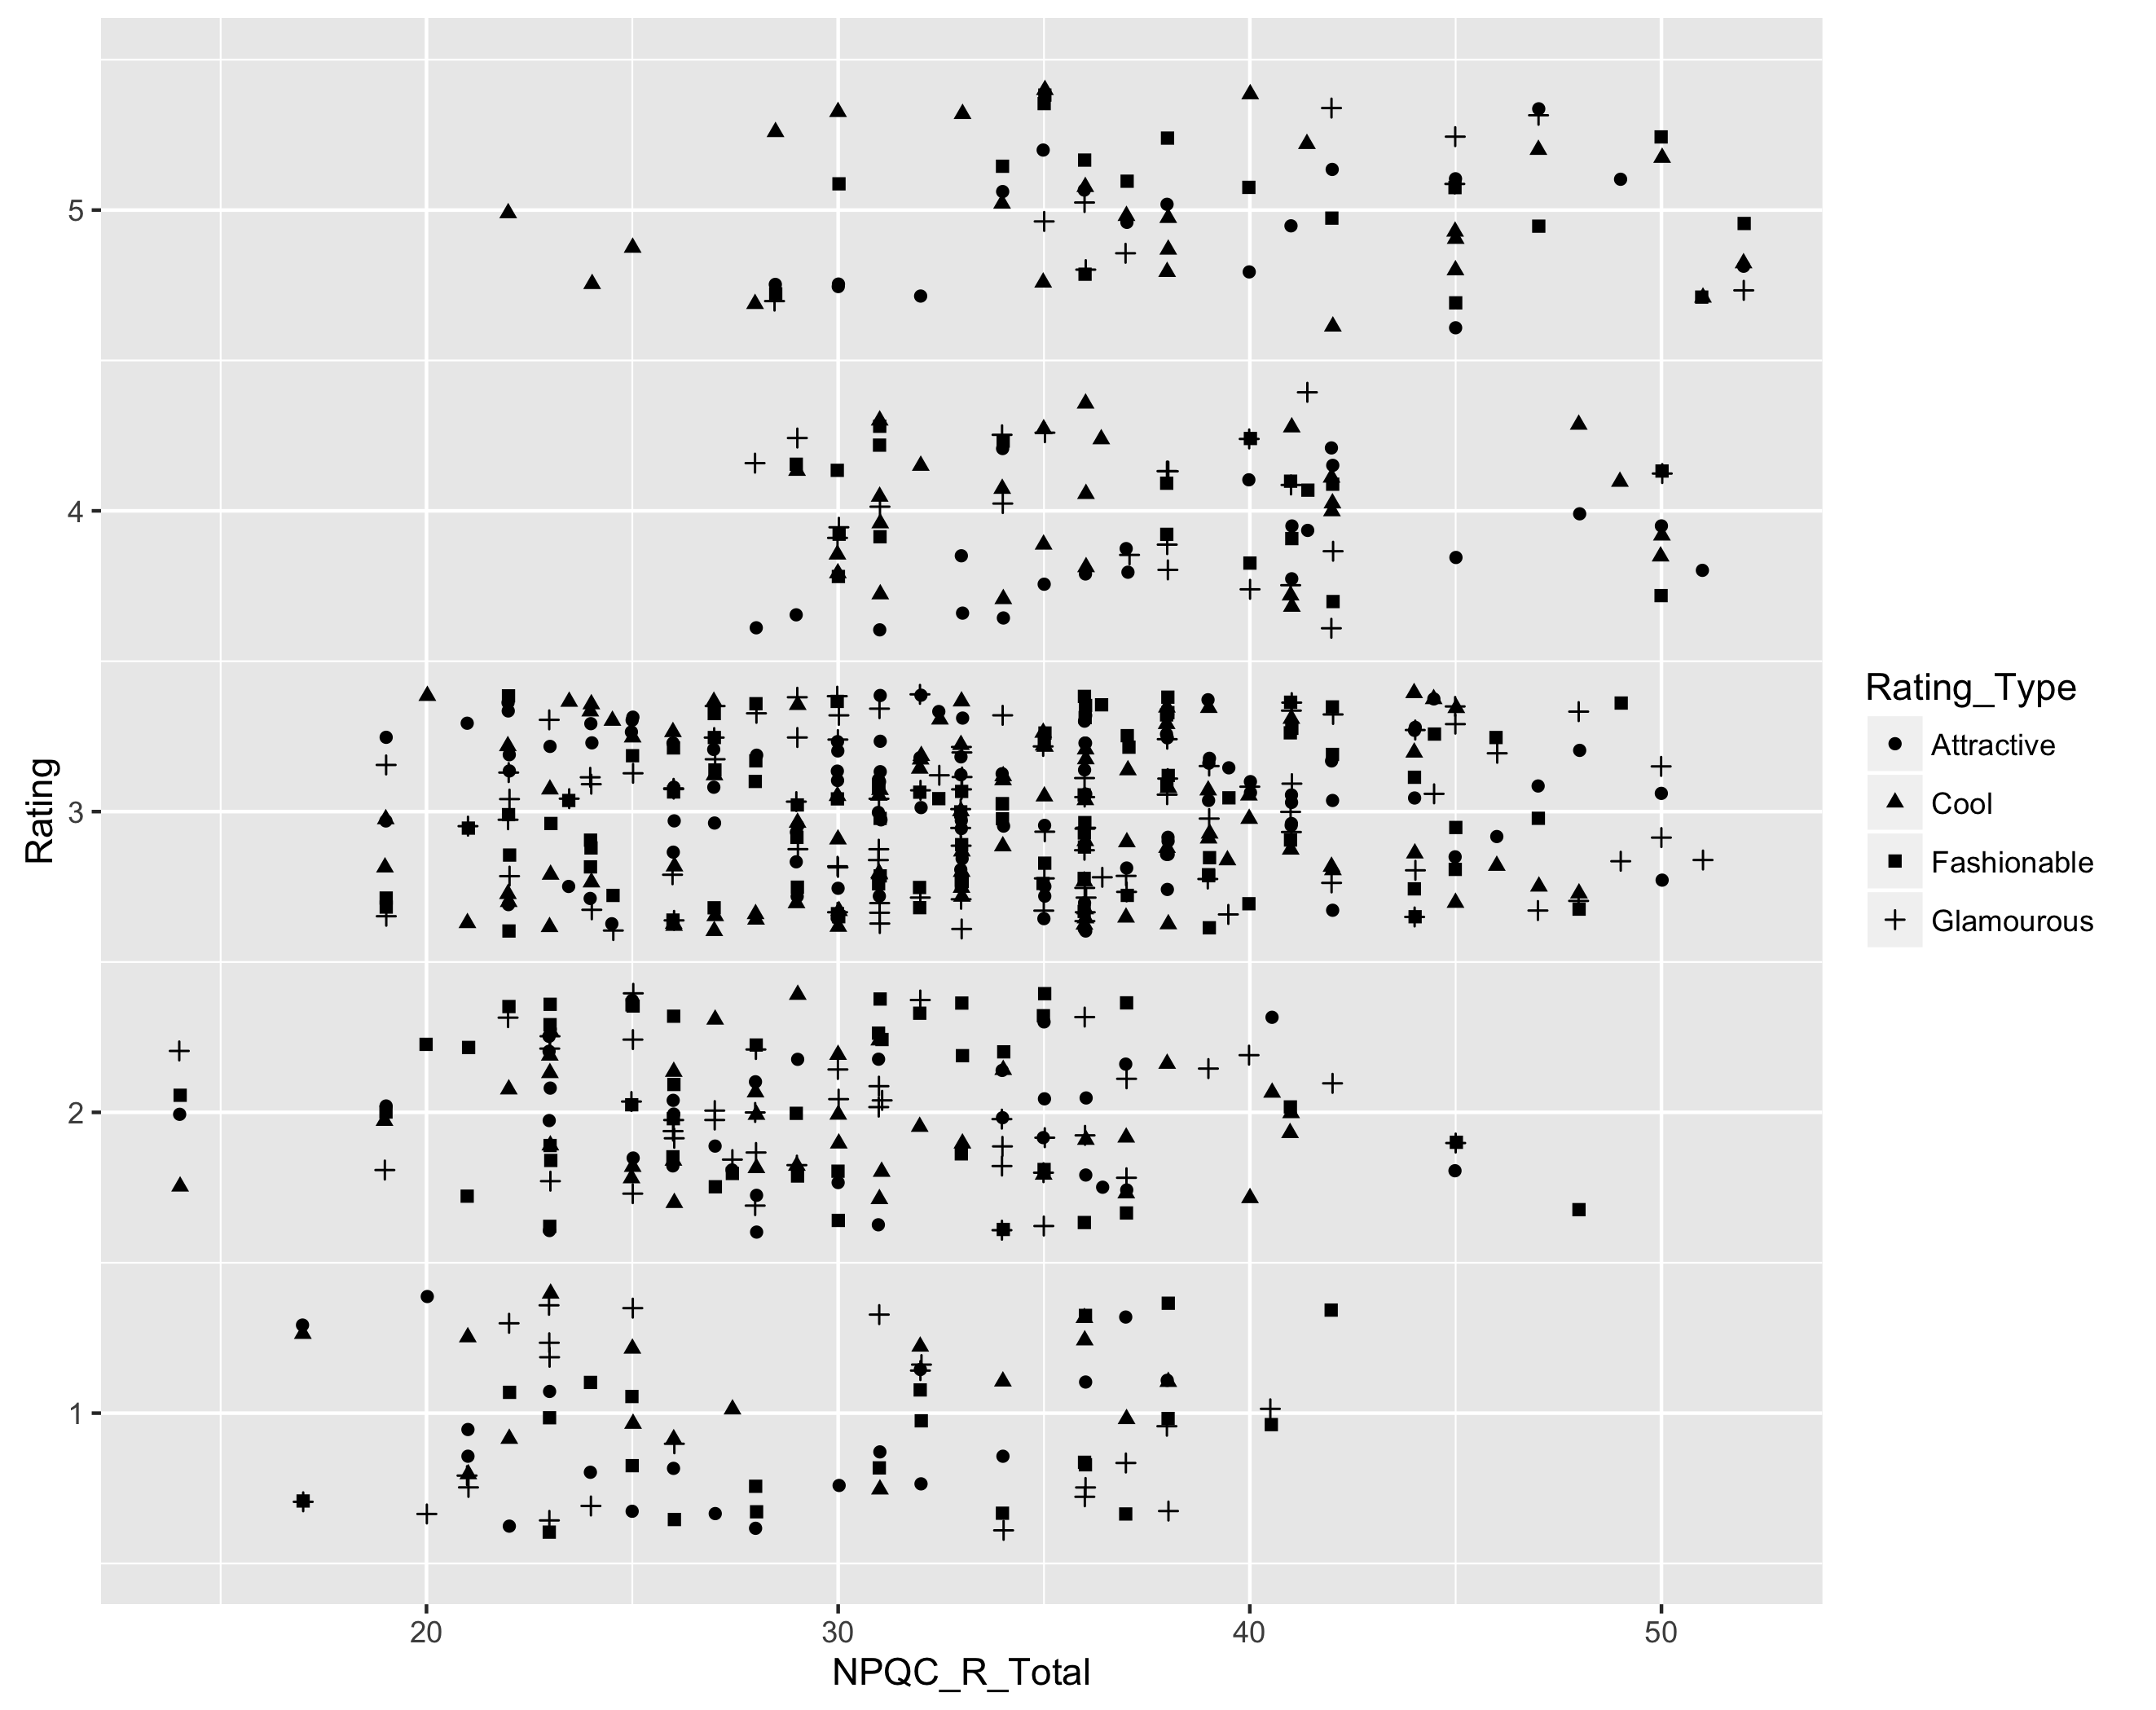 Rating
5
4
3
2
1
20 30 40 50
NPQC_R_Total
Rating_Type
Attractive
Cool
Fashionable
Glamourous